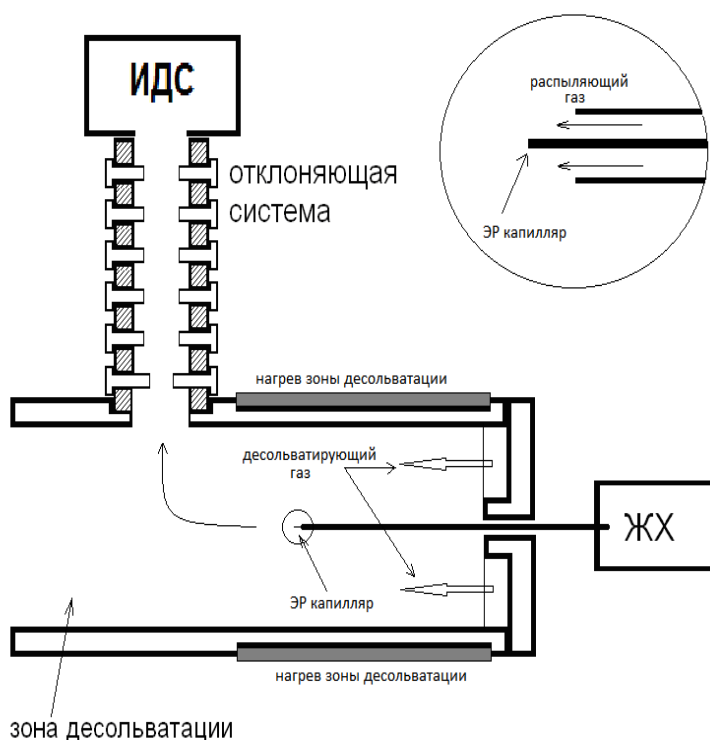 ИДС
распыляющий
газ
ЭР капилляр
отклоняющая
система
нагрев зоны десольватации
десольватирующий
газ
ЖХ
ЭР капилляр
нагрев зоны десольватации
зона десольватации